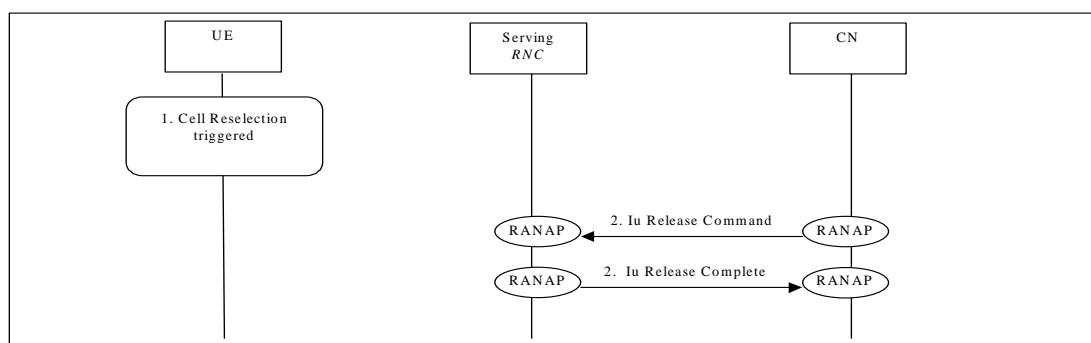 UE
Serving
RNC
CN
1. Cell Reselection
triggered
2. Iu Release Command
RANAP
RANAP
2. Iu Release Complete
RANAP
RANAP